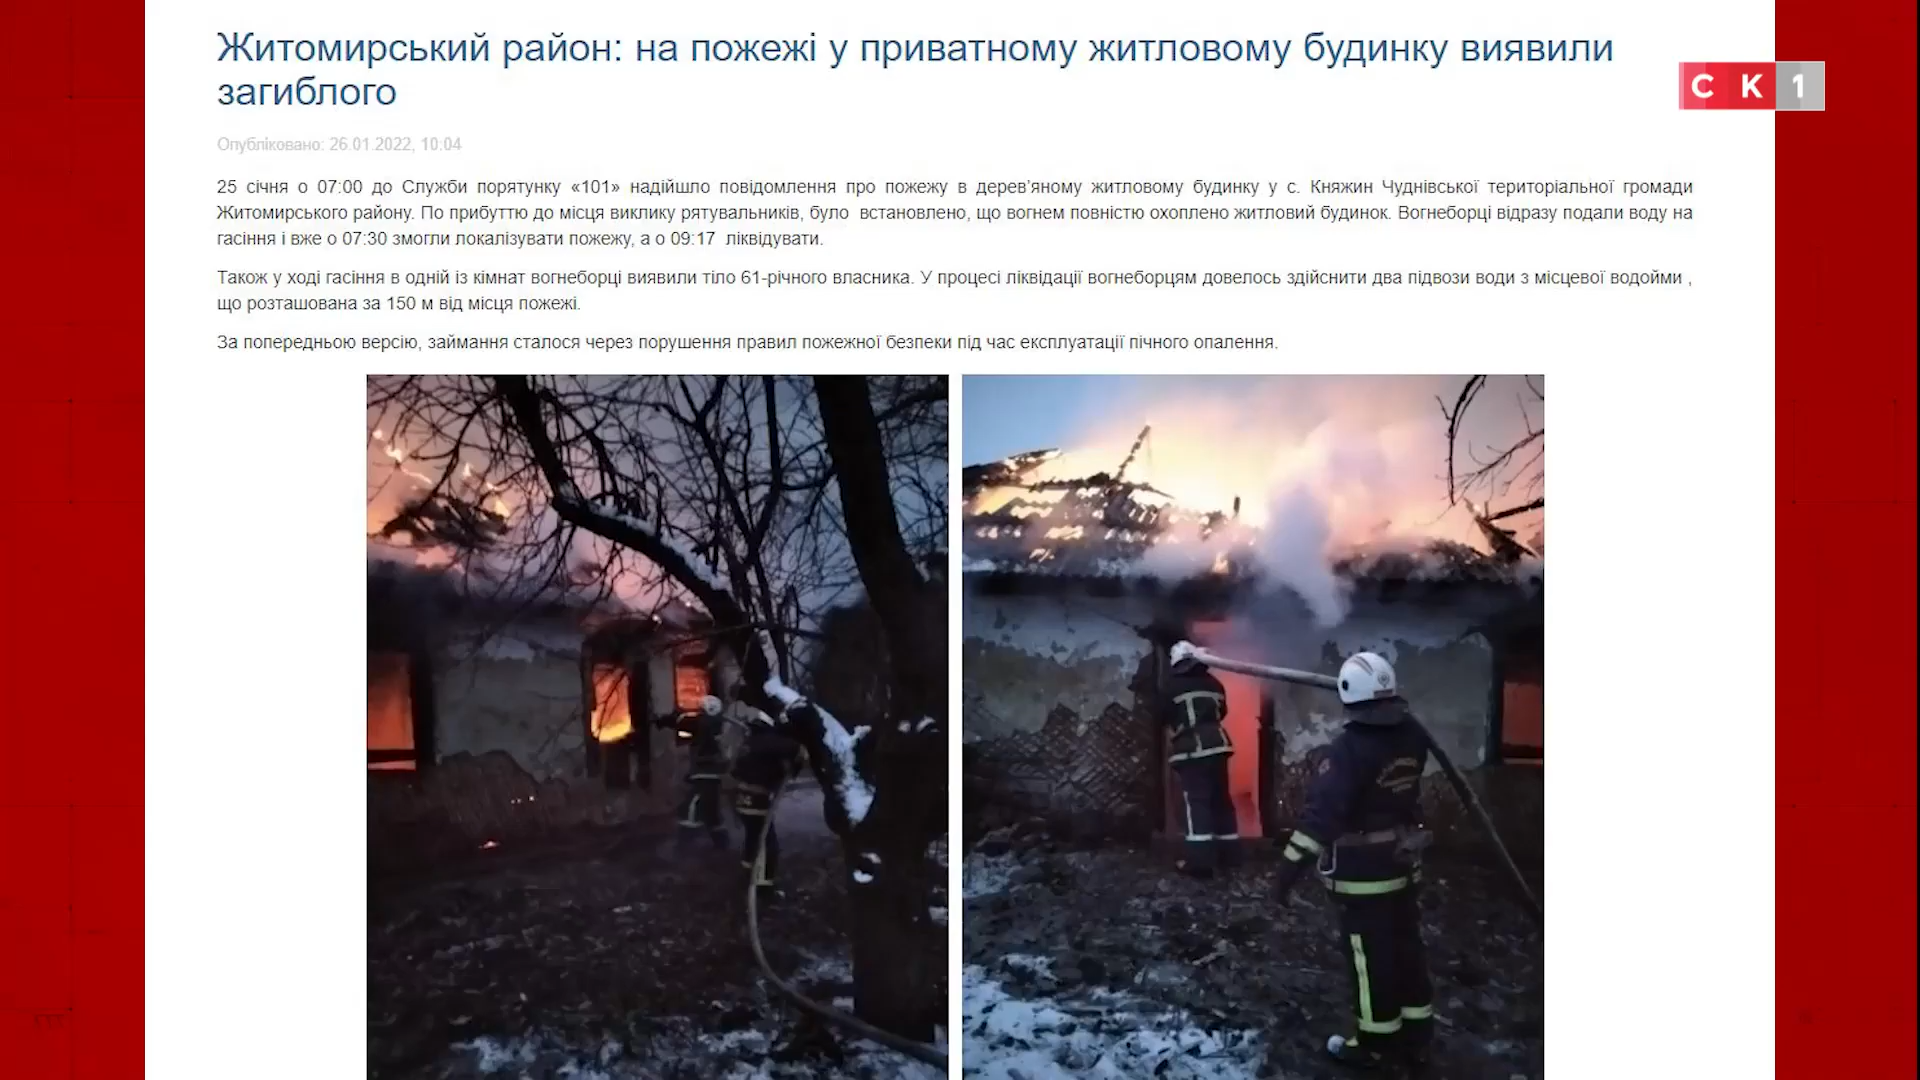 Житомирський район: на пожежі у приватному житловому будинку виявили
загиблого
СК1
Опубліковано: 26.01.2022, 10:04
25 січня о 07:00 до Служби порятунку «101» надійшло повідомлення про пожежу в дерев’яному житловому будинку у с. Княжин Чуднівської територіальної громади
Житомирського району. По прибуттю до місця виклику рятувальників, було встановлено, що вогнем повністю охоплено житловий будинок. Вогнеборці відразу подали воду на
гасіння і вже о 07:30 змогли локалізувати пожежу, а о 09:17 ліквідувати.
Також у ході гасіння в одній із кімнат вогнеборці виявили тіло 61-річного власника. У процесі ліквідації вогнеборцям довелось здійснити два підвози води з місцевої водойми ,
що розташована за 150 м від місця пожежі.
За попередньою версію, займання сталося через порушення правил пожежної безпеки під час експлуатації пічного опалення.